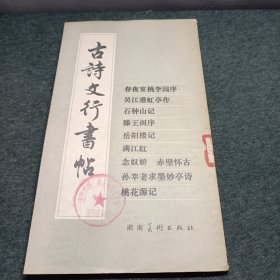 古詩文行書帖
春夜宴桃李园序
吴江垂虹亭作
石钟山记
滕王阁序
岳阳楼记
满江红
念奴娇 赤壁怀古
孙莘老求墨妙亭诗
桃花源记
湖南美术出版社